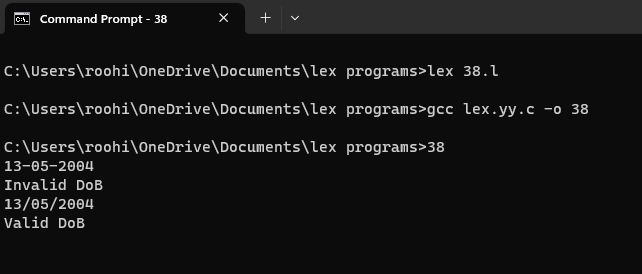 Command Prompt - 38
C:\Users\roohi\OneDrive\Documents\lex programs>lex 38.l
C:\Users\roohi\OneDrive\Documents\lex programs>gcc lex.yy.c -o 38
C:\Users\roohi\OneDrive\Documents\lex programs>38
13-05-2004
Invalid DoB
13/05/2004
Valid DoB